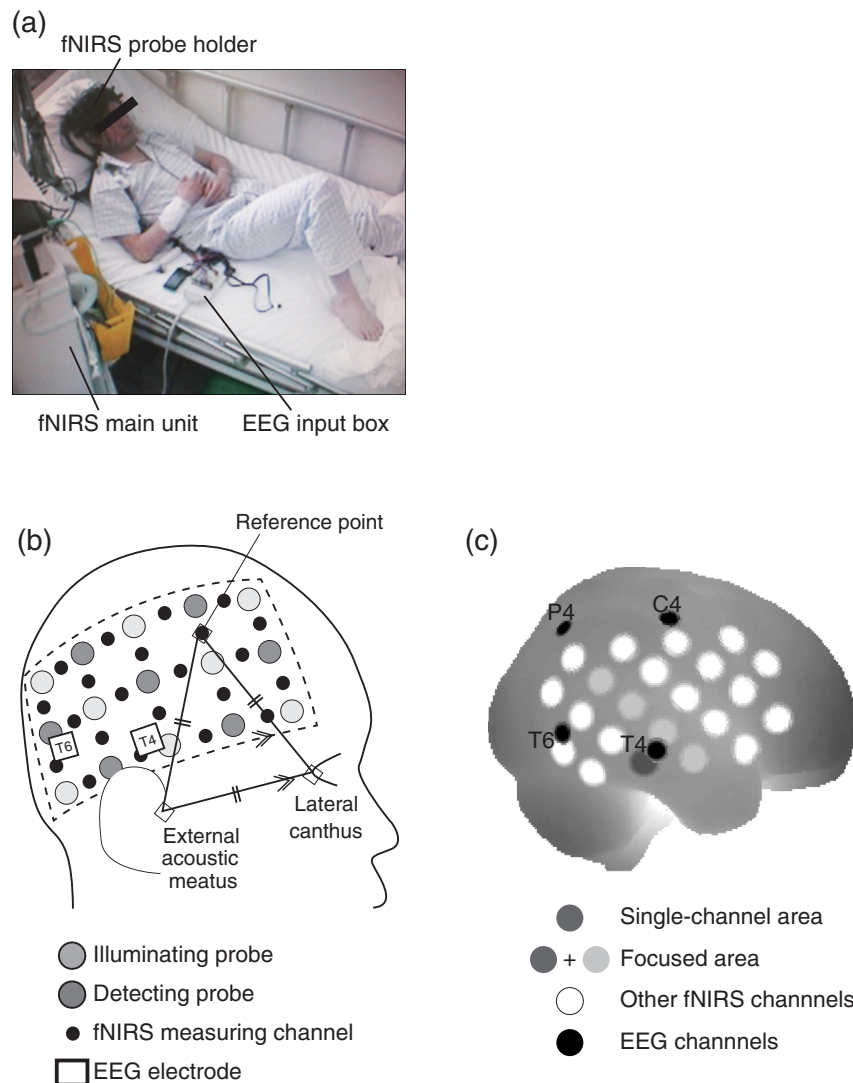 (a)
fNIRS probe holder
fNIRS main unit
EEG input box
(b)
Reference point
T6
T4
External
acoustic
meatus
Lateral
canthus
Illuminating probe
Detecting probe
fNIRS measuring channel
EEG electrode
(c)
P4
C4
T6
T4
Single-channel area
+
Focused area
Other fNIRS channnels
EEG channnels